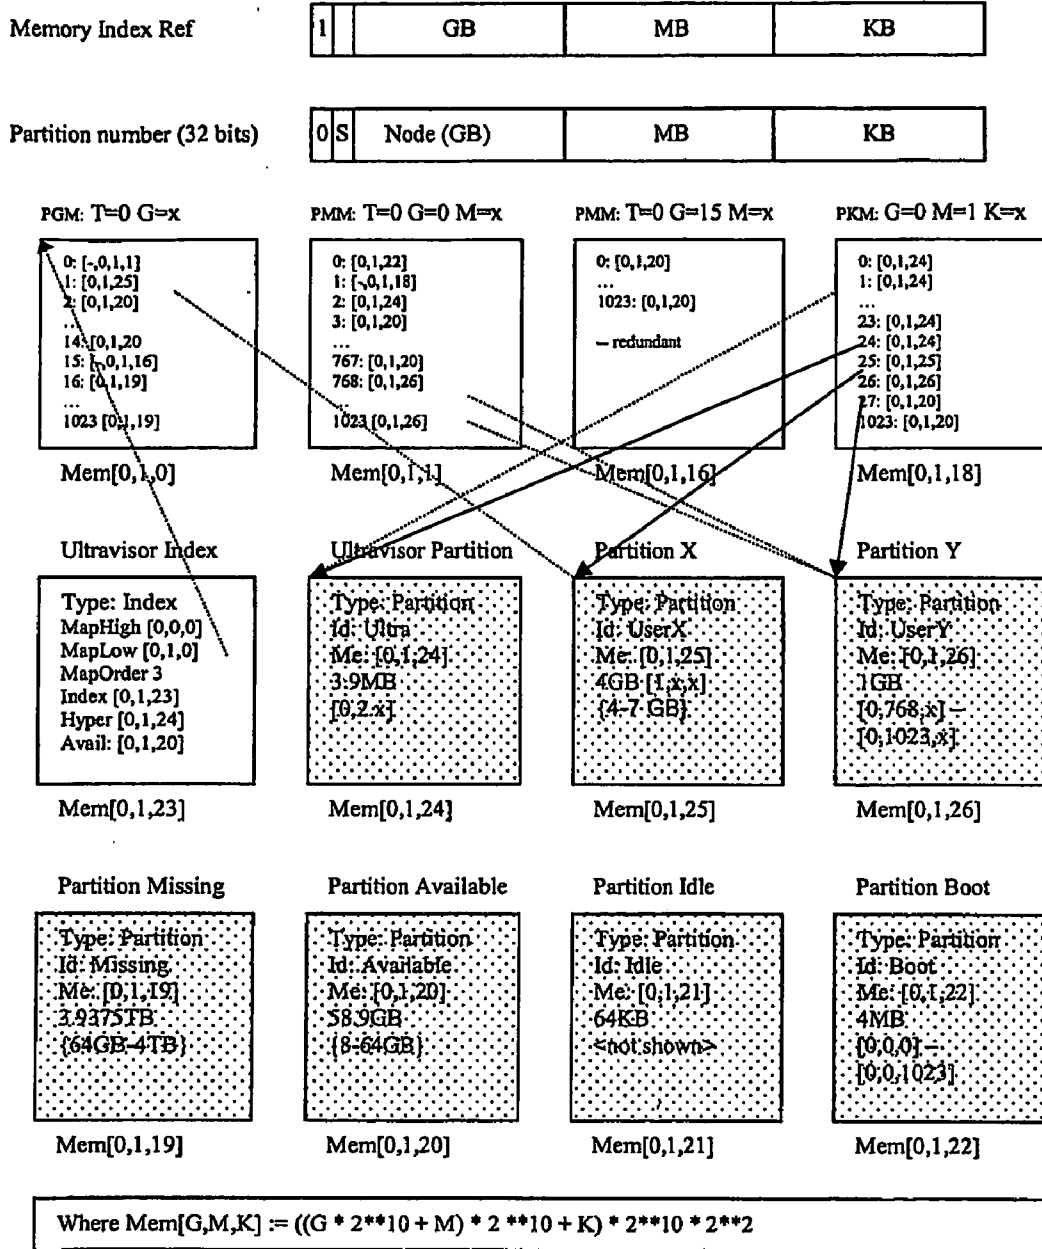 Memory Index Ref 1 GB MB KB
Partition number (32 bits) 0 S Node (GB) MB KB
PGM: T=0 G=x
0: [-,0,1,1]
1: [0,1,25]
2: [0,1,20]
...
14: [0,1,20
15: [-,0,1,16]
16: [0,1,19]
...
1023 [0,1,19]
Mem[0,1,0]
PMM: T=0 G=0 M=x
0: [0,1,22]
1: [-,0,1,18]
2: [0,1,24]
3: [0,1,20]
...
767: [0,1,20]
768: [0,1,26]
...
1023 [0,1,26]
Mem[0,1,1]
PMM: T=0 G=15 M=x
0: [0,1,20]
...
1023: [0,1,20]
– redundant
Mem[0,1,16]
PKM: G=0 M=1 K=x
0: [0,1,24]
1: [0,1,24]
...
23: [0,1,24]
24: [0,1,24]
25: [0,1,25]
26: [0,1,26]
27: [0,1,20]
1023: [0,1,20]
Mem[0,1,18]
Ultravisor Index
Type: Index
MapHigh [0,0,0]
MapLow [0,1,0]
MapOrder 3
Index [0,1,23]
Hyper [0,1,24]
Avail: [0,1,20]
Mem[0,1,23]
Ultravisor Partition
Type: Partition
Id: Ultra
Me: [0,1,24]
3.9MB
[0,2,x]
Mem[0,1,24]
Partition X
Type: Partition
Id: UserX
Me: [0,1,25]
4GB [1,x,x]
{4-7 GB}
Mem[0,1,25]
Partition Y
Type: Partition
Id: UserY
Me: [0,1,26]
1GB
[0,768,x] –
[0,1023,x]
Mem[0,1,26]
Partition Missing
Type: Partition
Id: Missing
Me: [0,1,19]
3.9375TB
{64GB-4TB}
Mem[0,1,19]
Partition Available
Type: Partition
Id: Available
Me: [0,1,20]
58.9GB
{8-64GB}
Mem[0,1,20]
Partition Idle
Type: Partition
Id: Idle
Me: [0,1,21]
64KB
<not shown>
Mem[0,1,21]
Partition Boot
Type: Partition
Id: Boot
Me: [0,1,22]
4MB
[0,0,0] –
[0,0,1023]
Mem[0,1,22]
Where Mem[G,M,K] := ((G * 2**10 + M) * 2 **10 + K) * 2**10 * 2**2